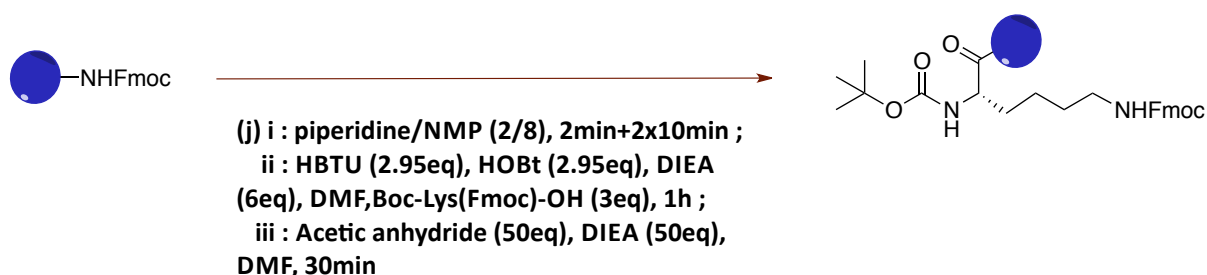 NHFmoc
(j) i : piperidine/NMP (2/8), 2min+2x10min ;
ii : HBTU (2.95eq), HOBt (2.95eq), DIEA
(6eq), DMF,Boc-Lys(Fmoc)-OH (3eq), 1h ;
iii : Acetic anhydride (50eq), DIEA (50eq),
DMF, 30min
O
O
O
N
H
NHFmoc